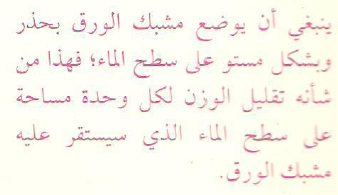 ينبغي أن يوضع مشبك الورق بحذر
وبشكل مستو على سطح الماء؛ فهذا من
شأنه تقليل الوزن لكل وحدة مساحة
على سطح الماء الذي سيستقر عليه
مشبك الورق.